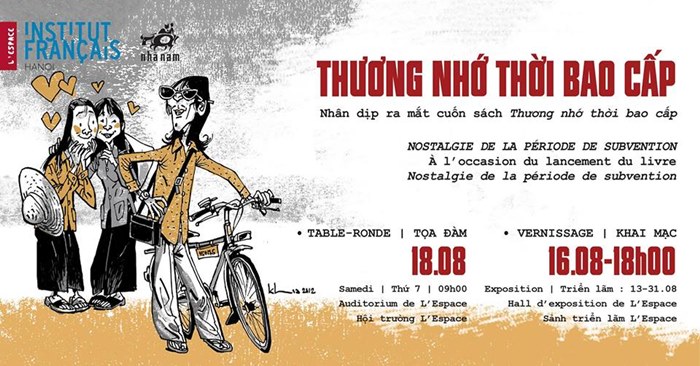 L'ESPACE
INSTITUT
FRANÇAIS
HANOI
nhã nam
THƯƠNG NHỚ THỜI BAO CẤP
Nhân dịp ra mắt cuốn sách Thương nhớ thời bao cấp
NOSTALGIE DE LA PÉRIODE DE SUBVENTION
À l'occasion du lancement du livre
Nostalgie de la période de subvention
• TABLE-RONDE | TỌA ĐÀM
18.08
Samedi | Thứ 7 | 09h00
Auditorium de L'Espace
Hội trường L'Espace
• VERNISSAGE | KHAI MẠC
16.08-18h00
Exposition | Triển lãm : 13-31.08
Hall d'exposition de L'Espace
Sảnh triển lãm L'Espace